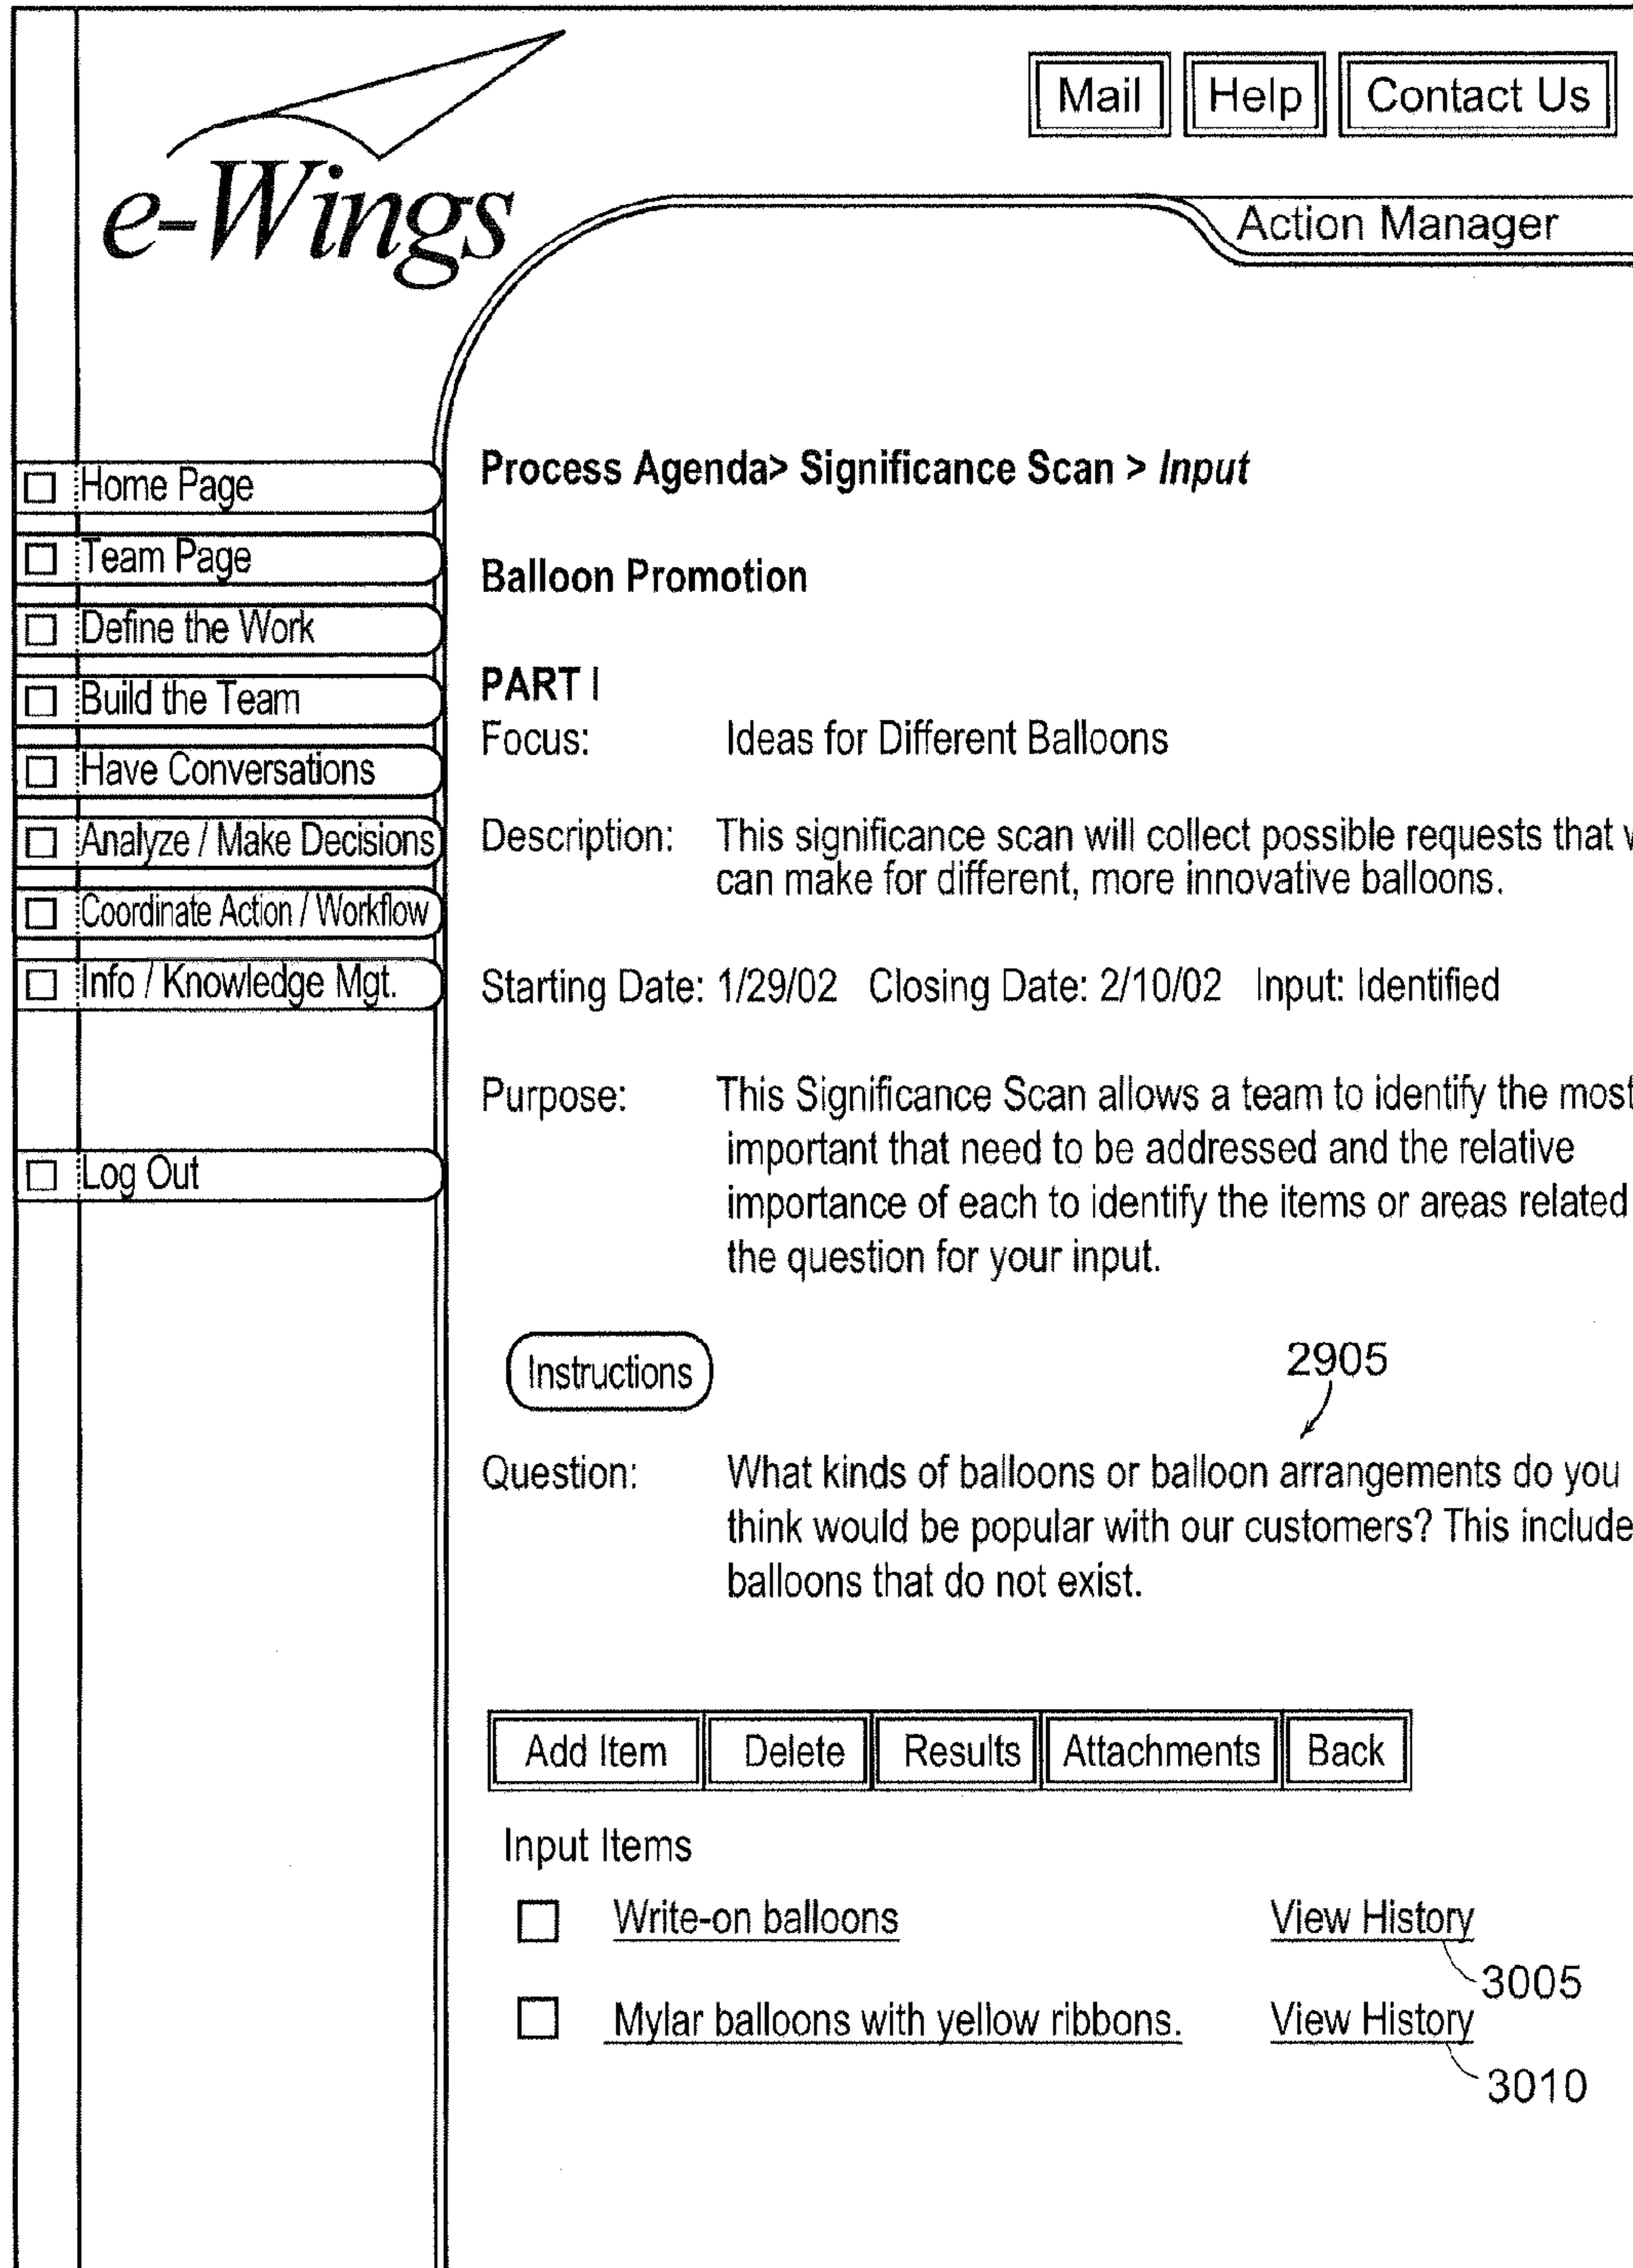 e-Wings
Mail Help Contact Us
Action Manager
Home Page
Team Page
Define the Work
Build the Team
Have Conversations
Analyze / Make Decisions
Coordinate Action / Workflow
Info / Knowledge Mgt.
Log Out
Process Agenda> Significance Scan > Input
Balloon Promotion
PART I
Focus: Ideas for Different Balloons
Description: This significance scan will collect possible requests that
can make for different, more innovative balloons.
Starting Date: 1/29/02 Closing Date: 2/10/02 Input: Identified
Purpose: This Significance Scan allows a team to identify the most
important that need to be addressed and the relative
importance of each to identify the items or areas related
the question for your input.
Instructions
2905
Question: What kinds of balloons or balloon arrangements do you
think would be popular with our customers? This include
balloons that do not exist.
Add Item Delete Results Attachments Back
Input Items
Write-on balloons View History
3005
Mylar balloons with yellow ribbons. View History
3010